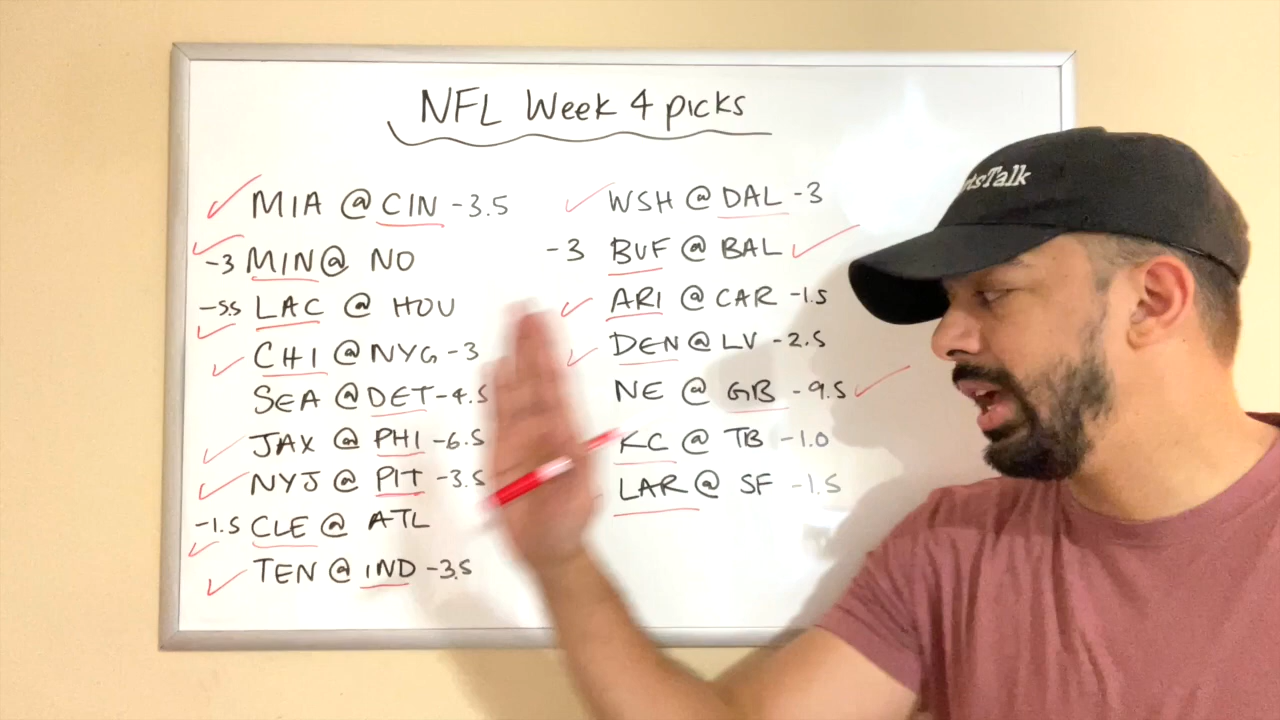 NFL Week 4 picks
MIA @ CIN -3.5
-3 MIN @ NO
-5.5 LAC @ HOU
CHI @ NYG -3
SEA @ DET -4.5
JAX @ PHI -6.5
NYJ @ PIT -3.5
-1.5 CLE @ ATL
TEN @ IND -3.5
WSH @ DAL -3
-3 BUF @ BAL
ARI @ CAR -1.5
DEN @ LV -2.5
NE @ GB -9.5
KC @ TB -1.0
LAR @ SF -1.5
tsTalk